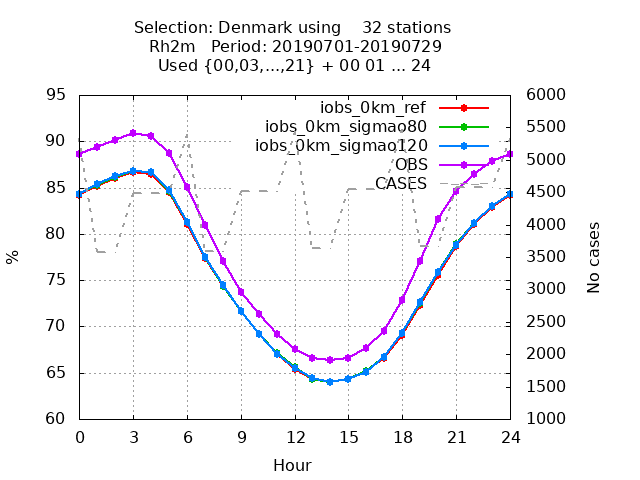 Selection: Denmark using    32 stations
Rh2m   Period: 20190701-20190729
Used {00,03,...,21} + 00 01 ... 24
95
90
85
80
75
70
65
60
%
6000
5500
5000
4500
4000
3500
3000
2500
2000
1500
1000
No cases
iobs_0km_ref
iobs_0km_sigmao80
iobs_0km_sigmao120
OBS
CASES
0 3 6 9 12 15 18 21 24
Hour